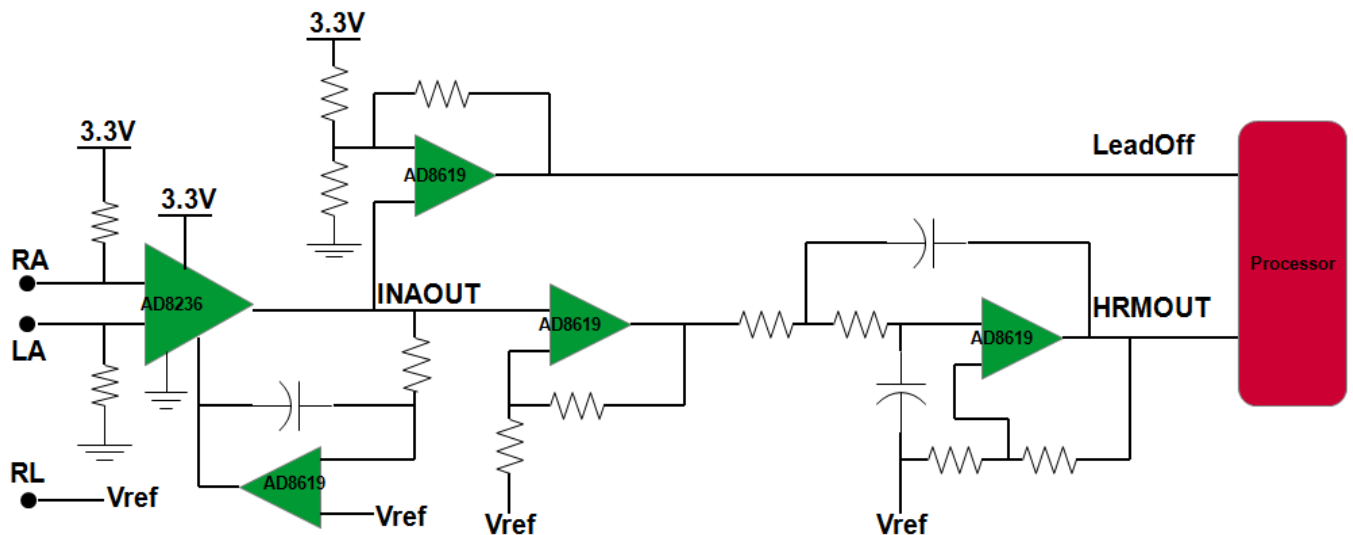 3.3V
3.3V
3.3V
LeadOff
AD8619
RA
AD8236
INAOUT
Processor
HRMOUT
LA
AD8619
AD8619
RL
Vref
AD8619
Vref
Vref
Vref